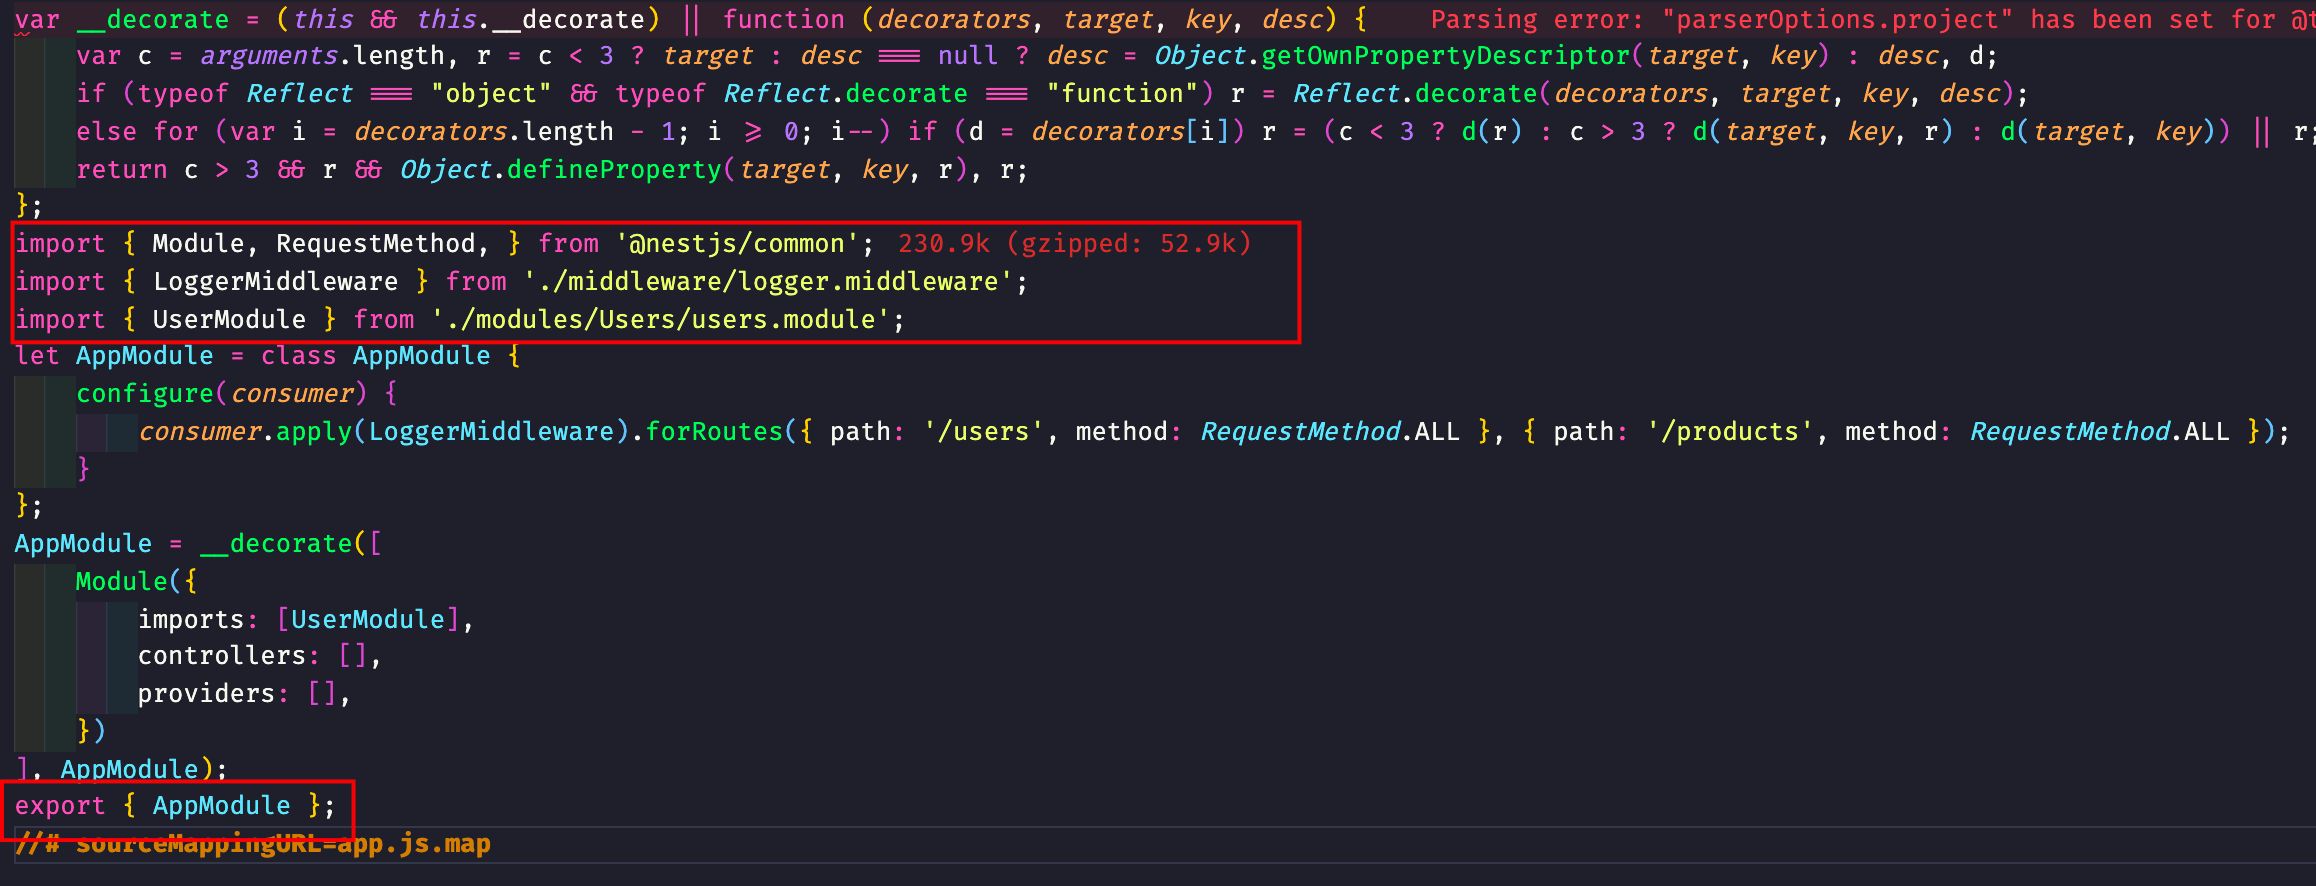 var __decorate = (this && this.__decorate) || function (decorators, target, key, desc) {    Parsing error: "parserOptions.project" has been set for
    var c = arguments.length, r = c < 3 ? target : desc === null ? desc = Object.getOwnPropertyDescriptor(target, key) : desc, d;
    if (typeof Reflect === "object" && typeof Reflect.decorate === "function") r = Reflect.decorate(decorators, target, key, desc);
    else for (var i = decorators.length - 1; i >= 0; i--) if (d = decorators[i]) r = (c < 3 ? d(r) : c > 3 ? d(target, key, r) : d(target, key)) || r;
    return c > 3 && r && Object.defineProperty(target, key, r), r;
};
import { Module, RequestMethod, } from '@nestjs/common'; 230.9k (gzipped: 52.9k)
import { LoggerMiddleware } from './middleware/logger.middleware';
import { UserModule } from './modules/Users/users.module';
let AppModule = class AppModule {
    configure(consumer) {
        consumer.apply(LoggerMiddleware).forRoutes({ path: '/users', method: RequestMethod.ALL }, { path: '/products', method: RequestMethod.ALL });
    }
};
AppModule = __decorate([
    Module({
        imports: [UserModule],
        controllers: [],
        providers: [],
    })
], AppModule);
export { AppModule };
//# sourceMappingURL=app.js.map